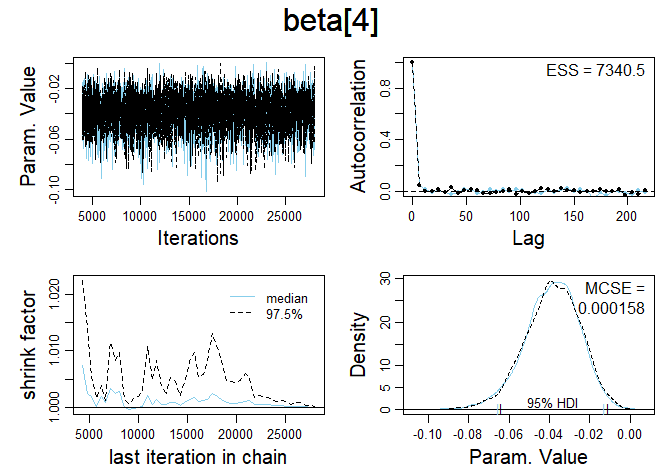 beta[4]
Param. Value
-0.10
-0.06
-0.02
5000 10000 15000 20000 25000
Iterations
Autocorrelation
0.0
0.4
0.8
ESS = 7340.5
0 50 100 150 200
Lag
shrink factor
1.000
1.010
1.020
median
97.5%
5000 10000 15000 20000 25000
last iteration in chain
Density
0
5
10
20
30
MCSE =
0.000158
95% HDI
-0.10 -0.08 -0.06 -0.04 -0.02 0.00
Param. Value